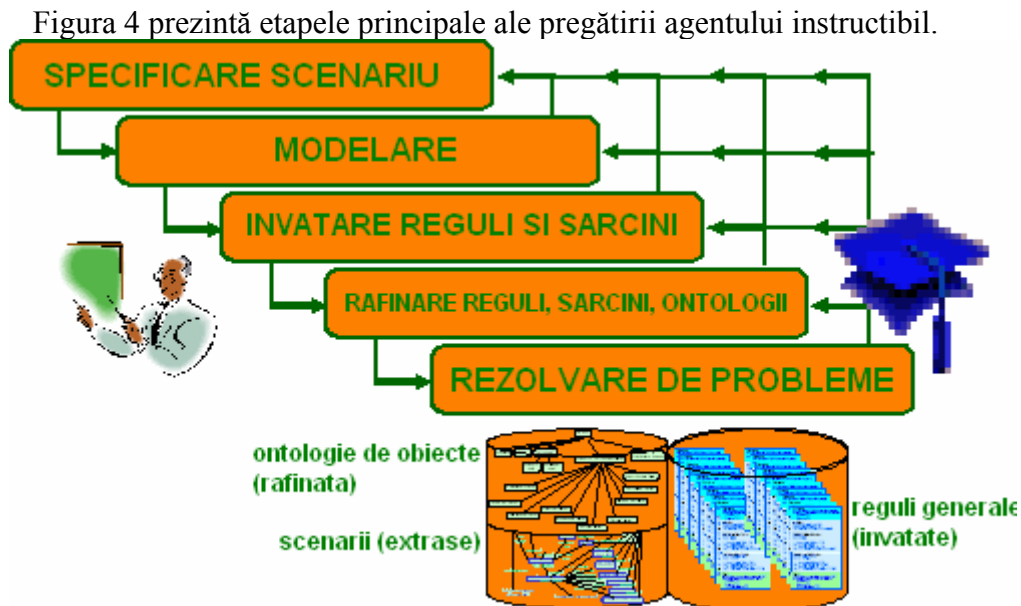 Figura 4 prezintă etapele principale ale pregătirii agentului instructibil.
SPECIFICARE SCENARIU
MODELARE
INVATARE REGULI SI SARCINI
RAFINARE REGULI, SARCINI, ONTOLOGII
REZOLVARE DE PROBLEME
ontologie de obiecte
(rafinata)
scenarii (extrase)
reguli generale
(invatate)